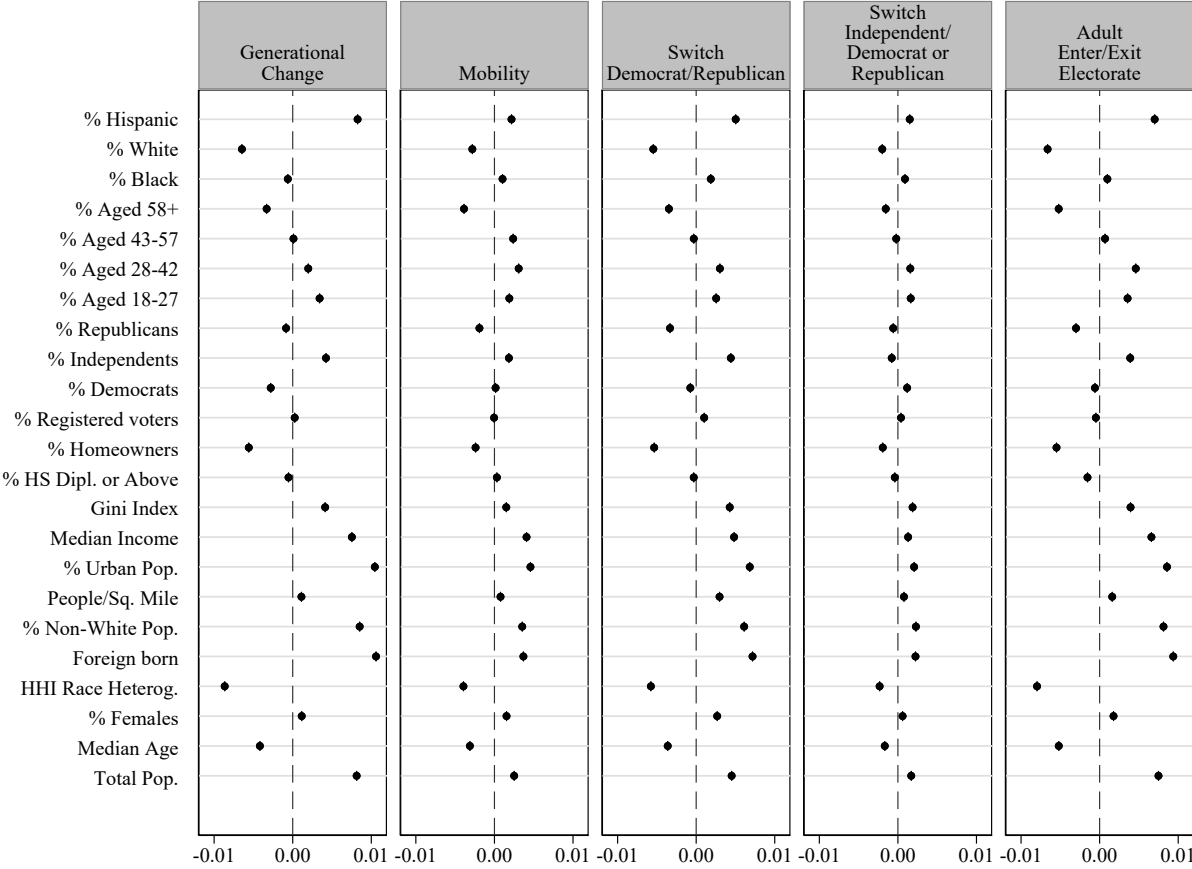 Generational
Change
Mobility
Switch
Democrat/Republican
Switch
Independent/
Democrat or
Republican
Adult
Enter/Exit
Electorate
% Hispanic
% White
% Black
% Aged 58+
% Aged 43-57
% Aged 28-42
% Aged 18-27
% Republicans
% Independents
% Democrats
% Registered voters
% Homeowners
% HS Dipl. or Above
Gini Index
Median Income
% Urban Pop.
People/Sq. Mile
% Non-White Pop.
Foreign born
HHI Race Heterog.
% Females
Median Age
Total Pop.
-0.01 0.00 0.01 -0.01 0.00 0.01 -0.01 0.00 0.01 -0.01 0.00 0.01 -0.01 0.00 0.01